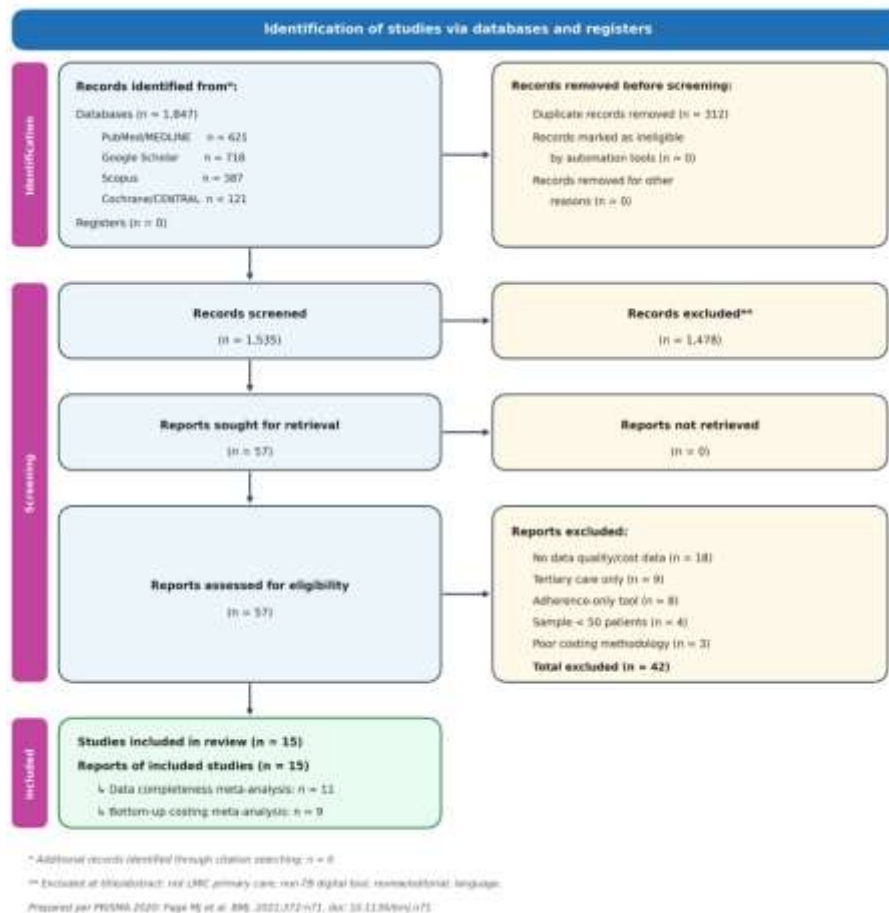 Identification of studies via databases and registers
Identification
Records identified from*:
Databases (n = 1,847)
PubMed/MEDLINE n = 621
Google Scholar n = 718
Scopus n = 387
Cochrane/CENTRAL n = 121
Registers (n = 0)
Records removed before screening:
Duplicate records removed (n = 312)
Records marked as ineligible
by automation tools (n = 0)
Records removed for other
reasons (n = 0)
Screening
Records screened
(n = 1,535)
Records excluded**
(n = 1,478)
Reports sought for retrieval
(n = 57)
Reports not retrieved
(n = 0)
Reports assessed for eligibility
(n = 57)
Reports excluded:
No data quality/cost data (n = 18)
Tertiary care only (n = 9)
Adherence-only tool (n = 8)
Sample < 50 patients (n = 4)
Poor costing methodology (n = 3)
Total excluded (n = 42)
Included
Studies included in review (n = 15)
Reports of included studies (n = 15)
↳ Data completeness meta-analysis: n = 11
↳ Bottom-up costing meta-analysis: n = 9
* Additional records identified through citation searching: n =
** Excluded at title/abstract: not LMIC primary care; non-TB digital tool; review/editorial; language.
Prepared per PRISMA 2020: Page MJ et al. BMJ. 2021;372:n71. doi: 10.1136/bmj.n71